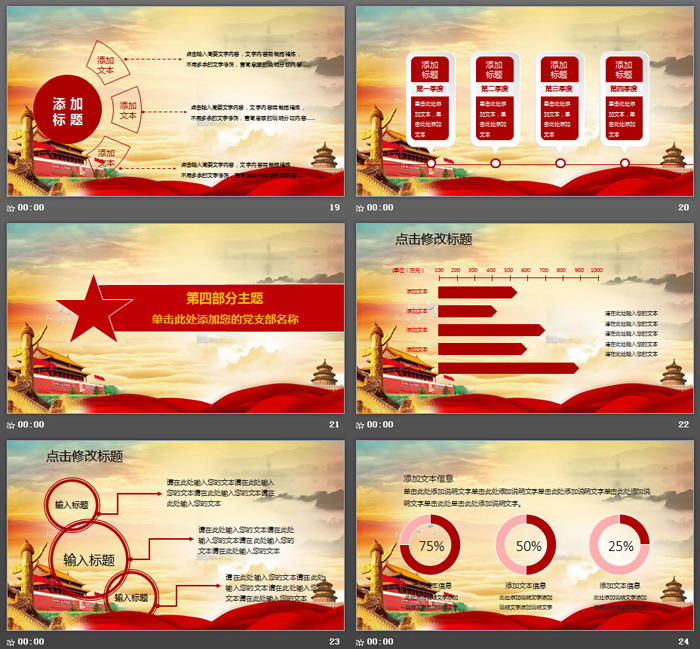 添加
文本
点击输入简要文字内容，文字内容需概括精炼，
不用多余的文字修饰，言简意赅的说明分项内容……
添 加
标 题
添加
文本
点击输入简要文字内容，文字内容需概括精炼，
不用多余的文字修饰，言简意赅的说明分项内容……
添加
文本
点击输入简要文字内容，文字内容需概括精炼，
不用多余的文字修饰，言简意赅的说明分项内容……
00:00
19
添加
标题
第一季度
单击此处添
加文本，单
击此处添加
文本
添加
标题
第二季度
单击此处添
加文本，单
击此处添加
文本
添加
标题
第三季度
单击此处添
加文本，单
击此处添加
文本
添加
标题
第四季度
单击此处添
加文本，单
击此处添加
文本
00:00
20
第四部分主题
单击此处添加您的党支部名称
00:00
21
点击修改标题
(单位：万元)
100 200 300 400 500 600 700 800 900 1000
添加文本
添加文本
添加文本
添加文本
请在此处输入您的文本
请在此处输入您的文本
请在此处输入您的文本
请在此处输入您的文本
请在此处输入您的文本
00:00
22
点击修改标题
输入标题
请在此处输入您的文本请在此处输入
您的文本请在此处输入您的文本请在
此处输入您的文本
输入标题
请在此处输入您的文本请在此处
输入您的文本请在此处输入您的
文本请在此处输入您的文本
输入标题
请在此处输入您的文本请在此处
输入您的文本请在此处输入您的
文本请在此处输入您的文本
00:00
23
添加文本信息
单击此处添加说明文字单击此处添加说明文字单击此处添加说明文字单击此处添加说
明文字单击此处单击此处添加说明文字。
75%
50%
25%
添加文本信息
此处添加说明文字添加
说明文字添加说明文字
添加文本信息
此处添加说明文字添加
说明文字添加说明文字
00:00
24